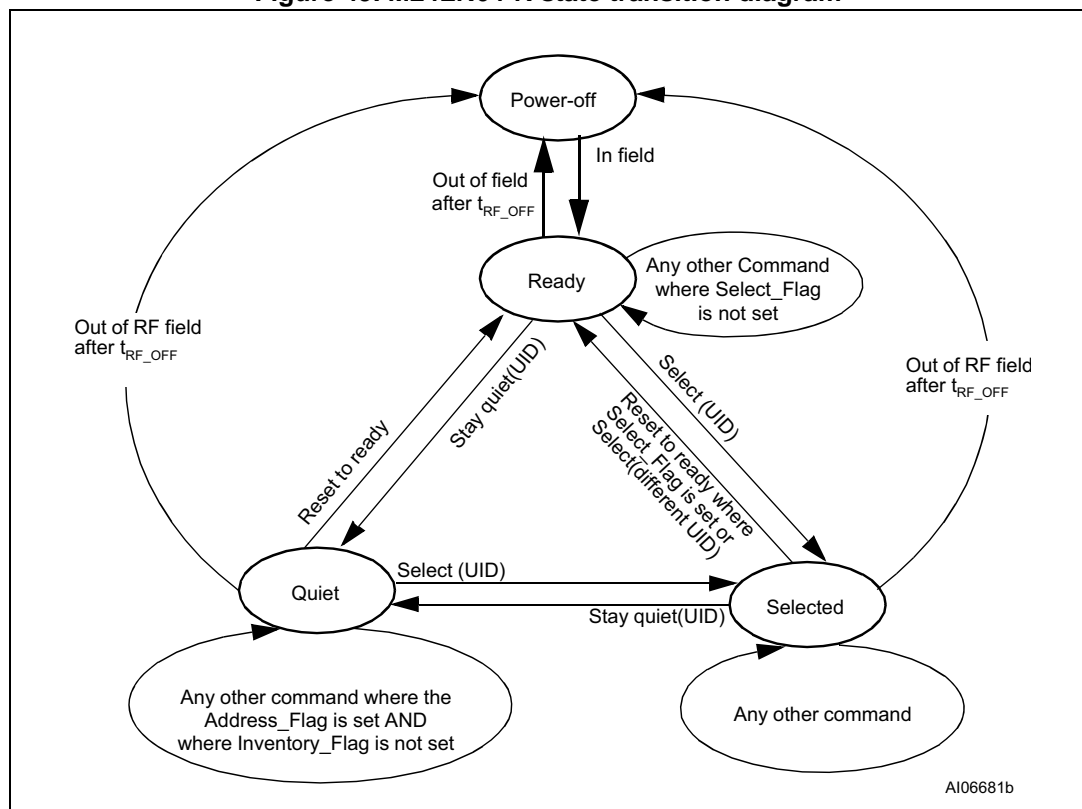 Power-off
In field
Out of field
after tRF_OFF
Ready
Any other Command
where Select_Flag
is not set
Out of RF field
after tRF_OFF
Out of RF field
after tRF_OFF
Reset to ready
Stay quiet(UID)
Select (UID)
Reset to ready where
Select_Flag is set or
Select(different UID)
Quiet
Select (UID)
Stay quiet(UID)
Selected
Any other command where the
Address_Flag is set AND
where Inventory_Flag is not set
Any other command
AI06681b